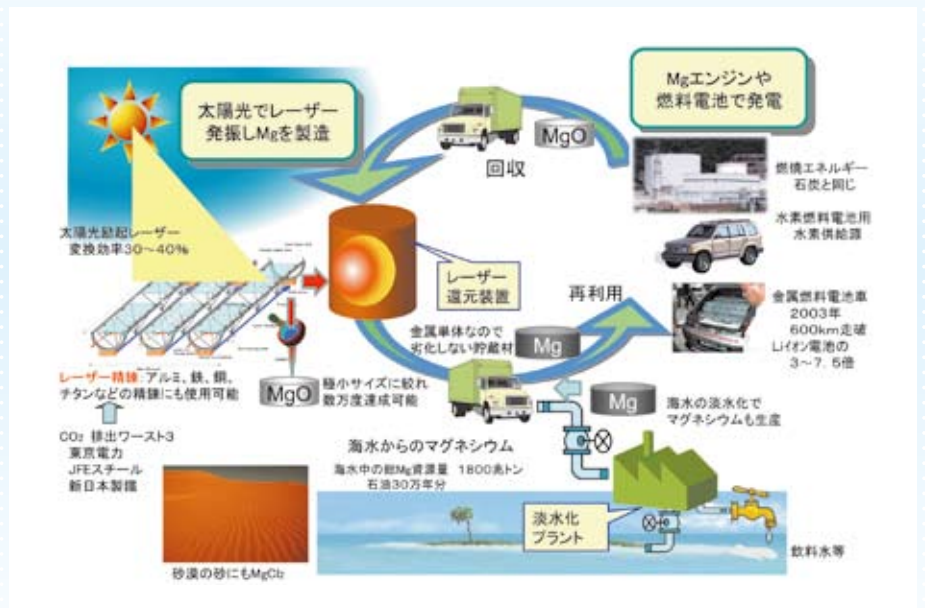 太陽光でレーザー
発振しMgを製造
Mgエンジンや
燃料電池で発電
MgO
回収
燃焼エネルギー
石炭と同じ
水素燃料電池用
水素供給源
太陽光励起レーザー
変換効率30～40%
レーザー
還元装置
再利用
金属燃料電池車
2003年
600km走破
Liイオン電池の
3～7.5倍
金属単体なので
劣化しない貯蔵材
Mg
レーザー精錬:アルミ、鉄、銅、
チタンなどの精錬にも使用可能
MgO
極小サイズに絞れ
数万度達成可能
Mg
海水の淡水化で
マグネシウムも生産
CO₂ 排出ワースト3
東京電力
JFEスチール
新日本製鐵
海水からのマグネシウム
海水中の総Mg資源量 1800兆トン
石油30万年分
淡水化
プラント
飲料水等
砂漠の砂にもMgCl₂